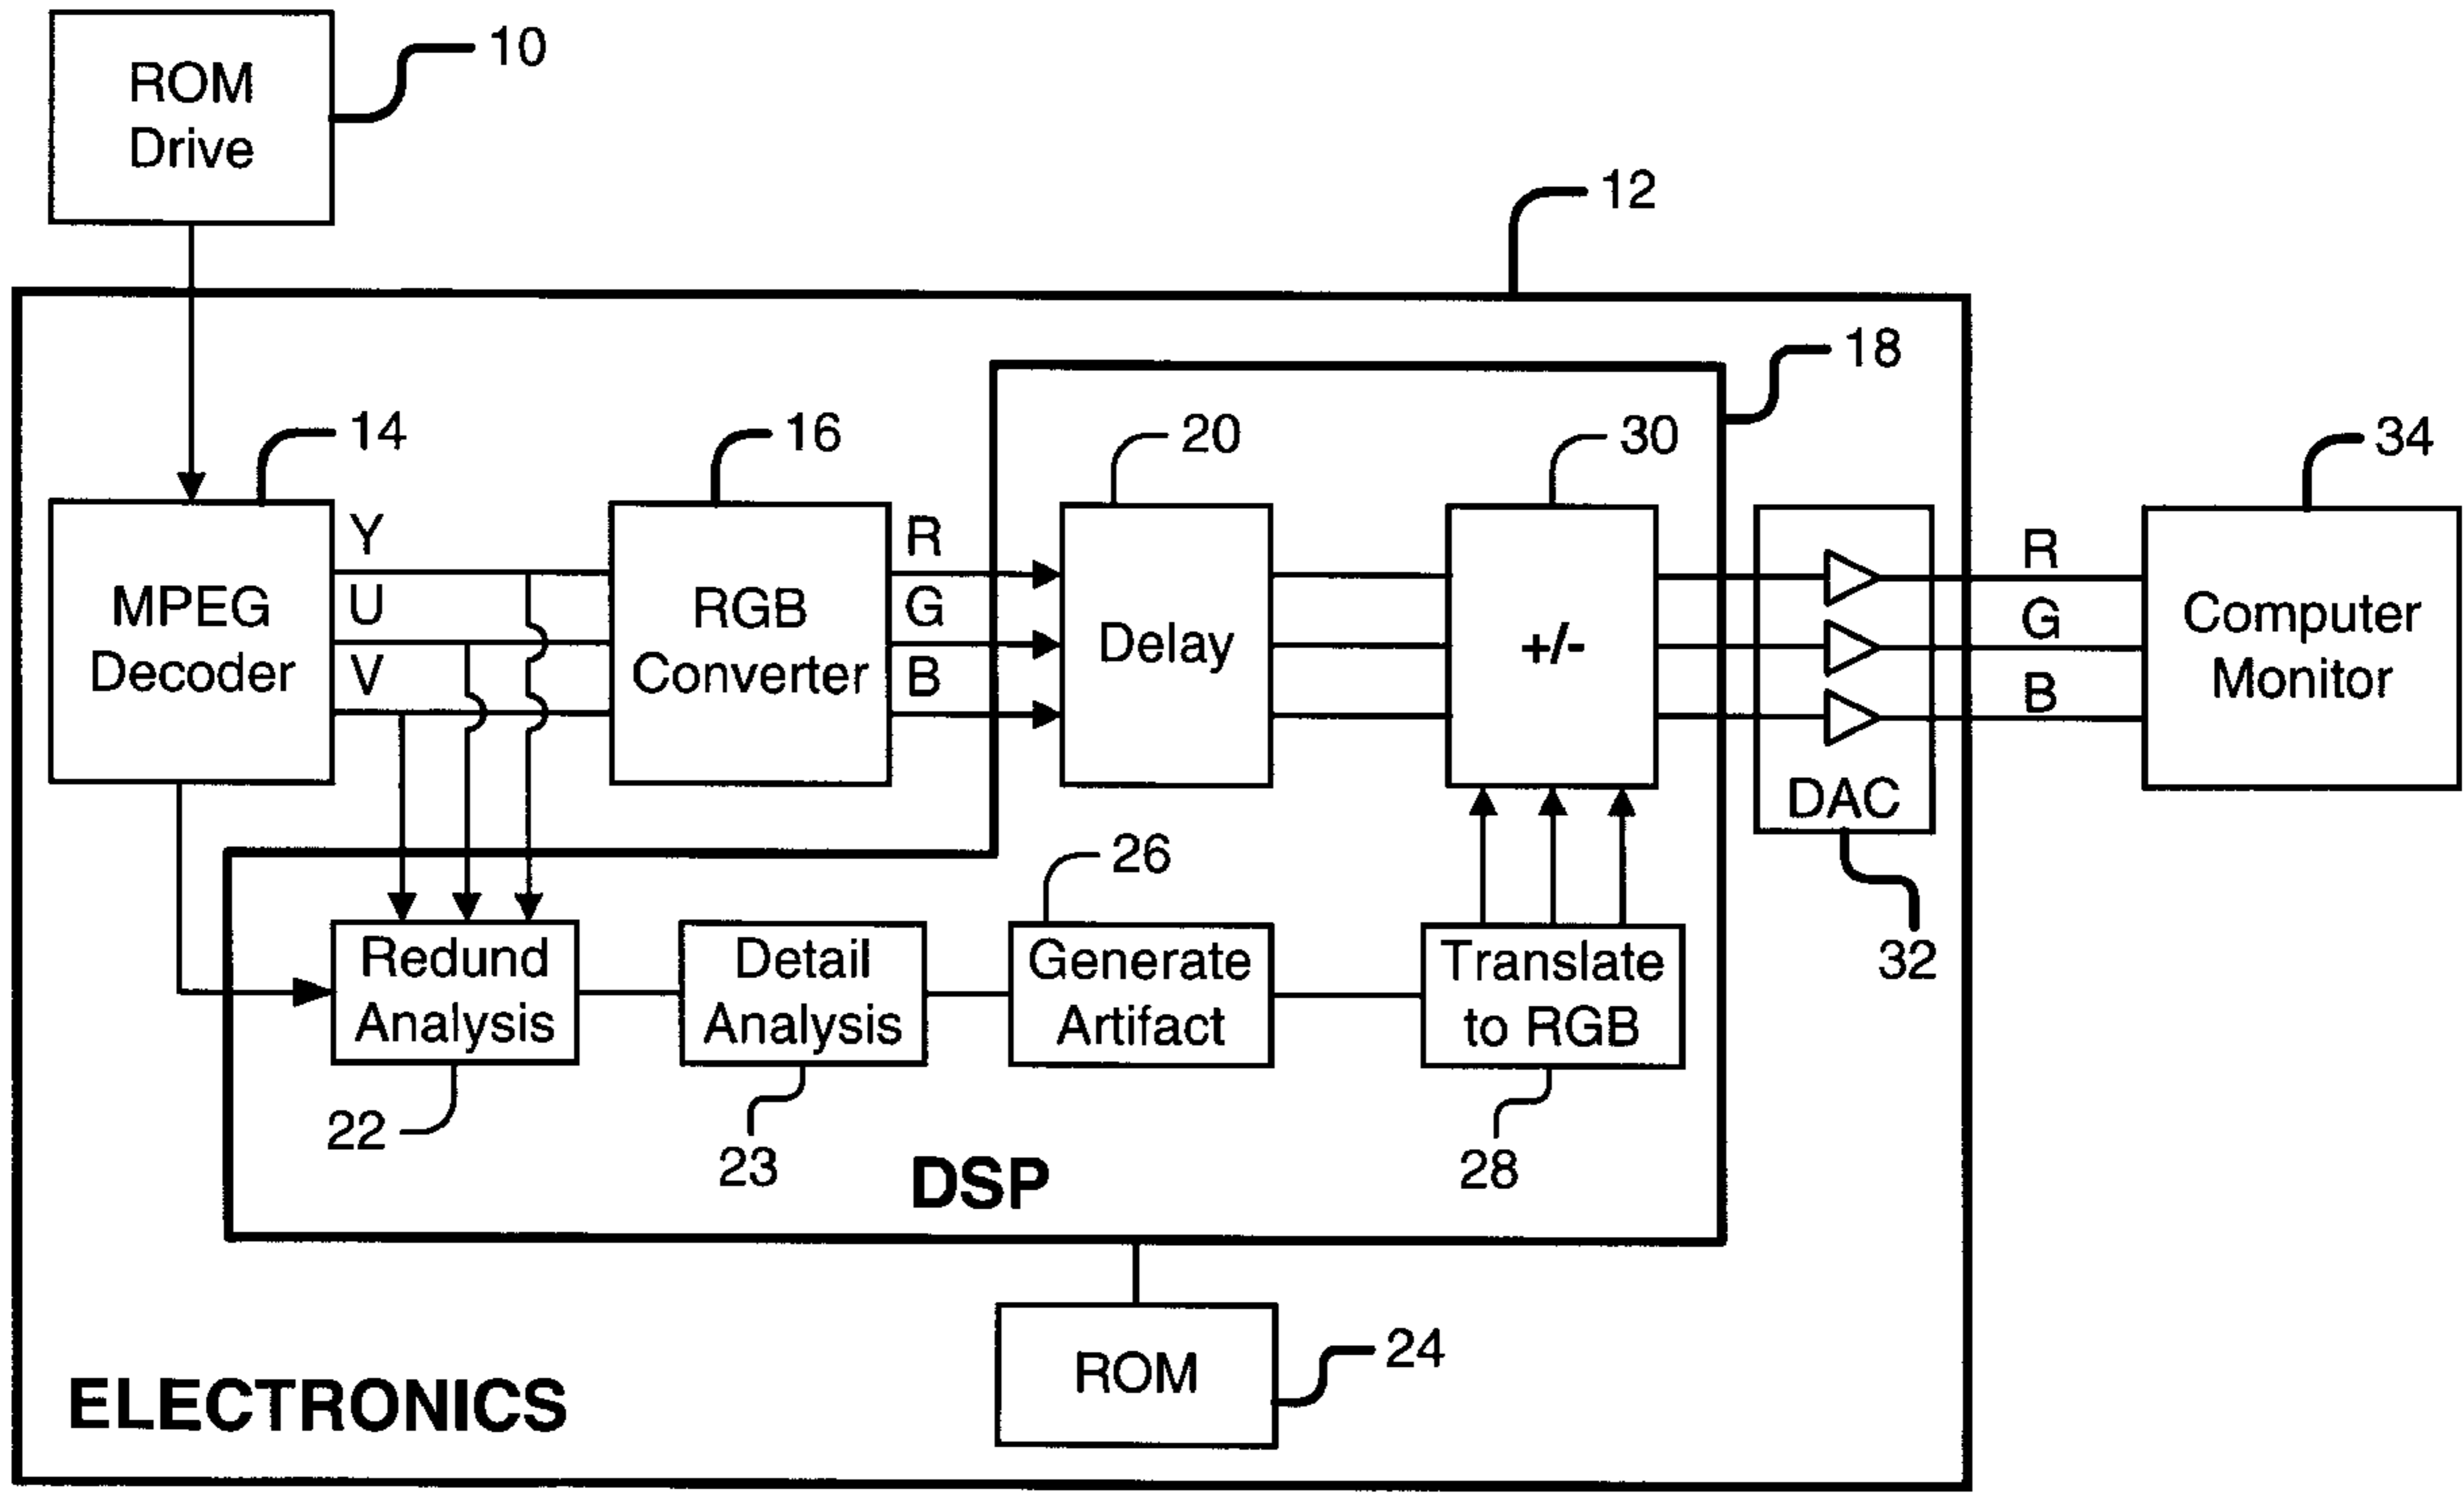 ROM
Drive
10
12
18
14
16
20
30
34
MPEG
Decoder
Y
U
V
RGB
Converter
R
G
B
Delay
+/-
DAC
32
R
G
B
Computer
Monitor
Redund
Analysis
22
Detail
Analysis
23
26
Generate
Artifact
Translate
to RGB
28
DSP
ROM
24
ELECTRONICS